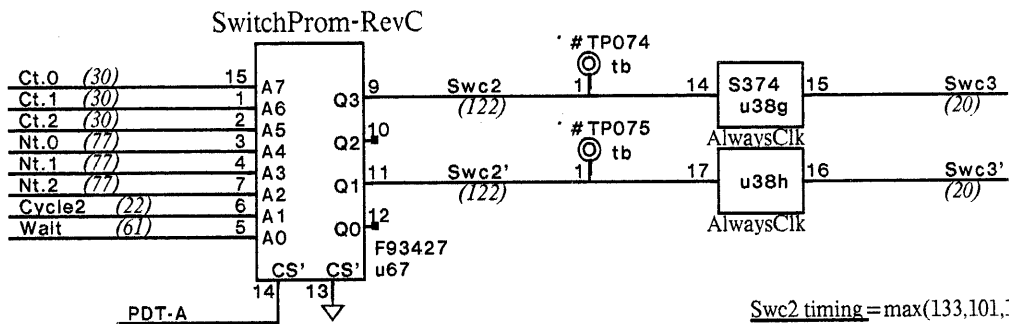 SwitchProm-RevC
Ct.0 (30) 15 A7
Ct.1 (30) 1 A6
Ct.2 (30) 2 A5
Nt.0 (77) 3 A4
Nt.1 (77) 4 A3
Nt.2 (77) 7 A2
Cycle2 (22) 6 A1
Wait (61) 5 A0
Q3 9 Swc2 (122)
Q2 10
Q1 11 Swc2' (122)
Q0 12
F93427
u67
CS' CS'
14 13
PDT-A
#TP074
tb
1
14 S374 15 Swc3
u38g (20)
AlwaysClk
#TP075
tb
1
17 u38h 16 Swc3'
(20)
AlwaysClk
Swc2 timing=max(133,101,